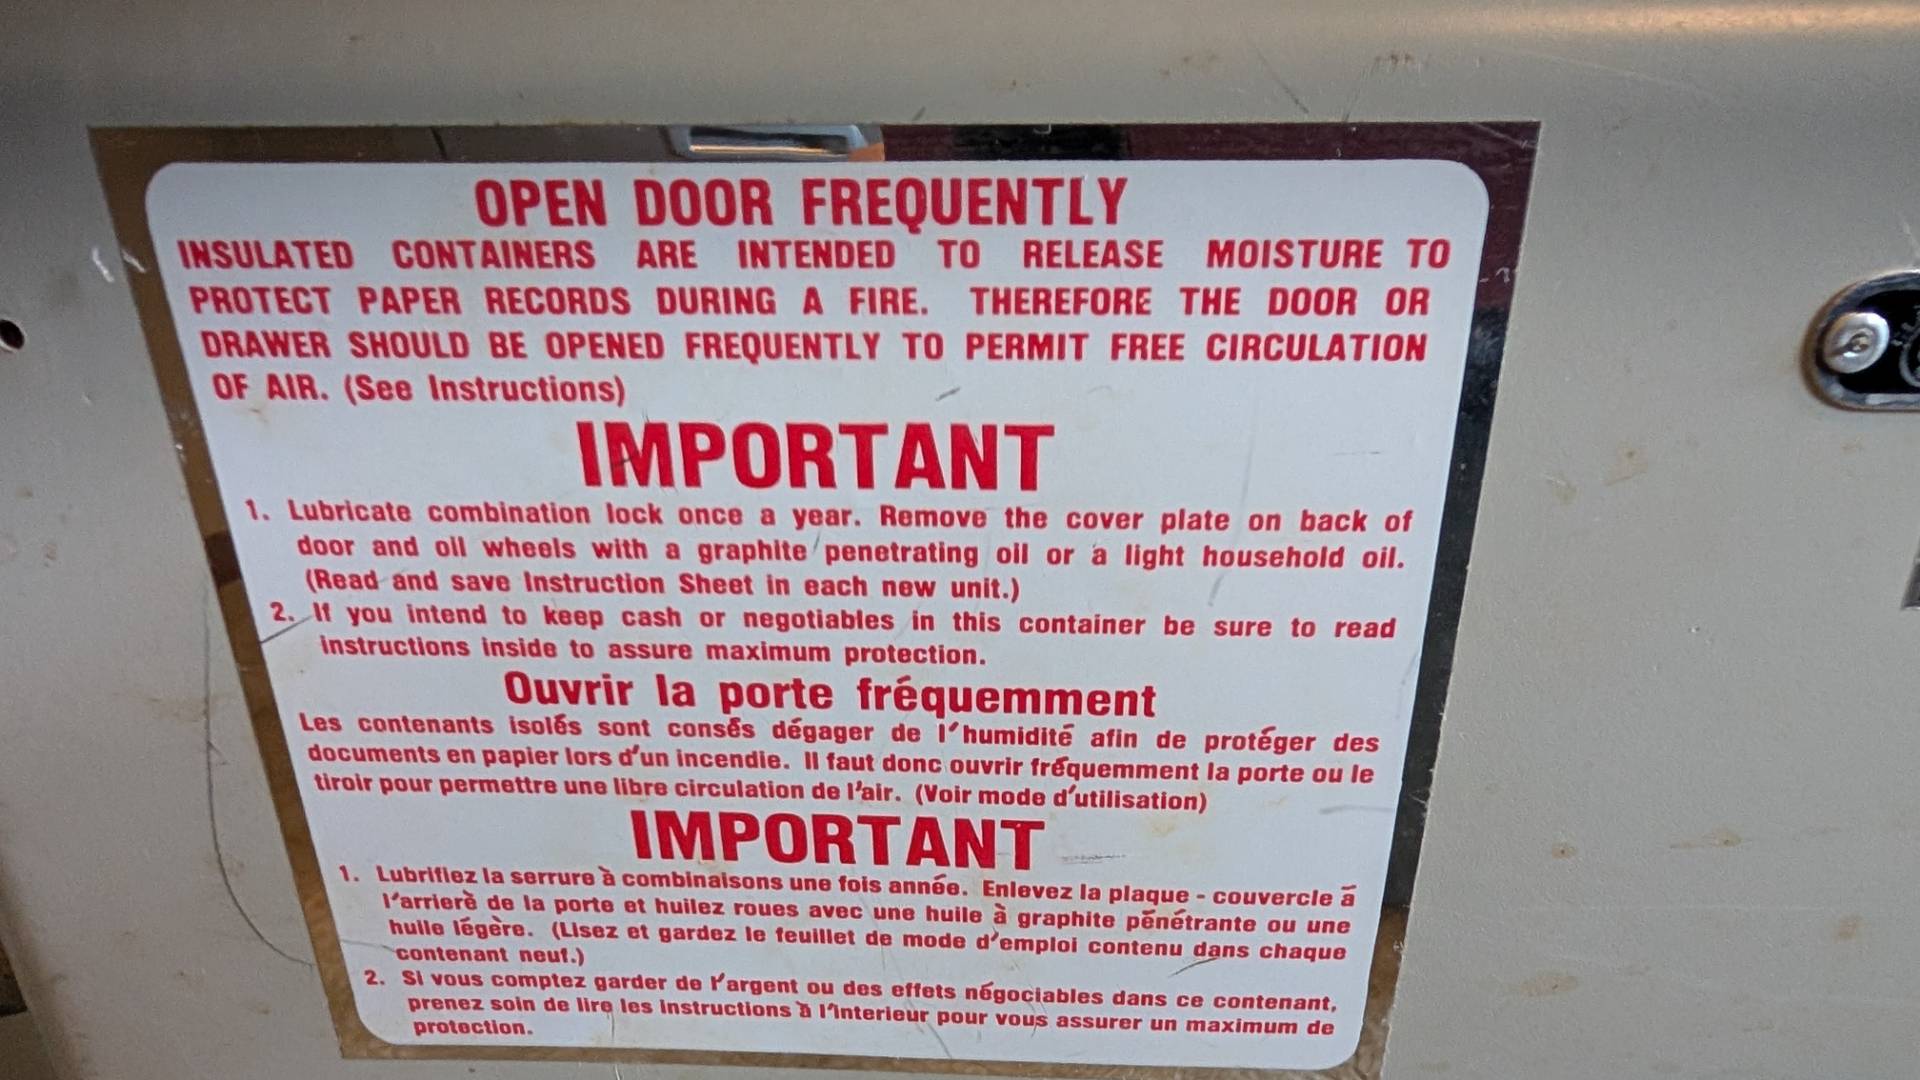 OPEN DOOR FREQUENTLY
INSULATED CONTAINERS ARE INTENDED TO RELEASE MOISTURE TO
PROTECT PAPER RECORDS DURING A FIRE. THEREFORE THE DOOR OR
DRAWER SHOULD BE OPENED FREQUENTLY TO PERMIT FREE CIRCULATION
OF AIR. (See Instructions)
IMPORTANT
1. Lubricate combination lock once a year. Remove the cover plate on back of
door and oil wheels with a graphite penetrating oil or a light household oil.
(Read and save Instruction Sheet in each new unit.)
2. If you intend to keep cash or negotiables in this container be sure to read
instructions inside to assure maximum protection.
Ouvrir la porte fréquemment
Les contenants isolés sont consés dégager de l'humidité afin de protéger des
documents en papier lors d'un incendie. Il faut donc ouvrir fréquemment la porte ou le
tiroir pour permettre une libre circulation de l'air. (Voir mode d'utilisation)
IMPORTANT
1. Lubrifiez la serrure à combinaisons une fois année. Enlevez la plaque - couvercle á
l'arrierè de la porte et huilez roues avec une huile à graphite pénétrante ou une
huile légère. (Lisez et gardez le feuillet de mode d'emploi contenu dans chaque
contenant neuf.)
2. Si vous comptez garder de l'argent ou des effets négociables dans ce contenant,
prenez soin de lire les instructions à l'interieur pour vous assurer un maximum de
protection.